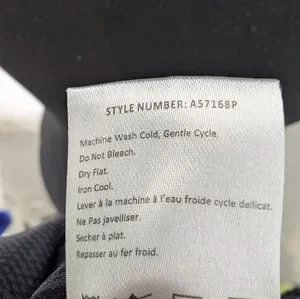 STYLE NUMBER: A57168P
Machine Wash Cold, Gentle Cycle.
Do Not Bleach.
Dry Flat.
Iron Cool.
Laver à la machine à l'eau froide cycle deilicat.
Ne Pas javelliser.
Secher à plat.
Repasser au fer froid.